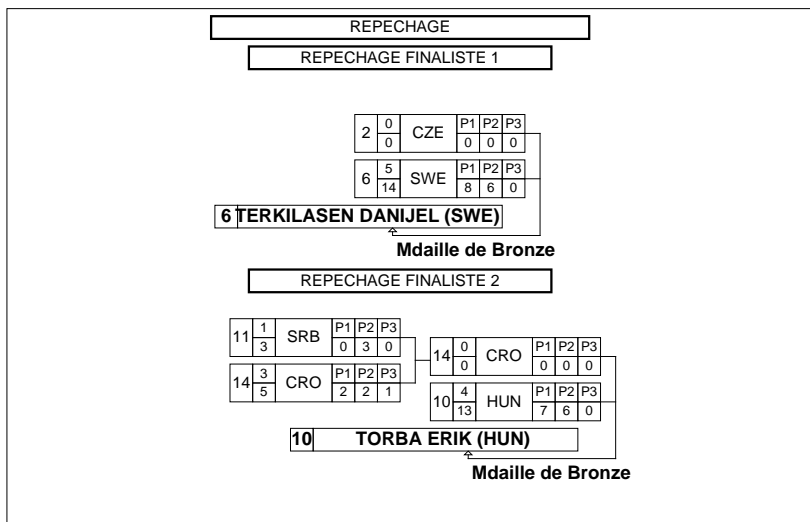 REPECHAGE
REPECHAGE FINALISTE 1
2 0 CZE P1 P2 P3
0 0 0 0
6 5 SWE P1 P2 P3
14 8 6 0
6 TERKILASEN DANIJEL (SWE)
Mdaille de Bronze
REPECHAGE FINALISTE 2
11 1 SRB P1 P2 P3
3 0 3 0
14 3 CRO P1 P2 P3
5 2 2 1
14 0 CRO P1 P2 P3
0 0 0 0
10 4 HUN P1 P2 P3
13 7 6 0
10 TORBA ERIK (HUN)
Mdaille de Bronze